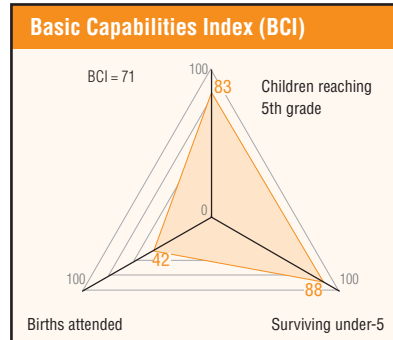 Basic Capabilities Index (BCI)
BCI = 71
100
83
Children reaching
5th grade
0
42
100
100
88
Births attended
Surviving under-5